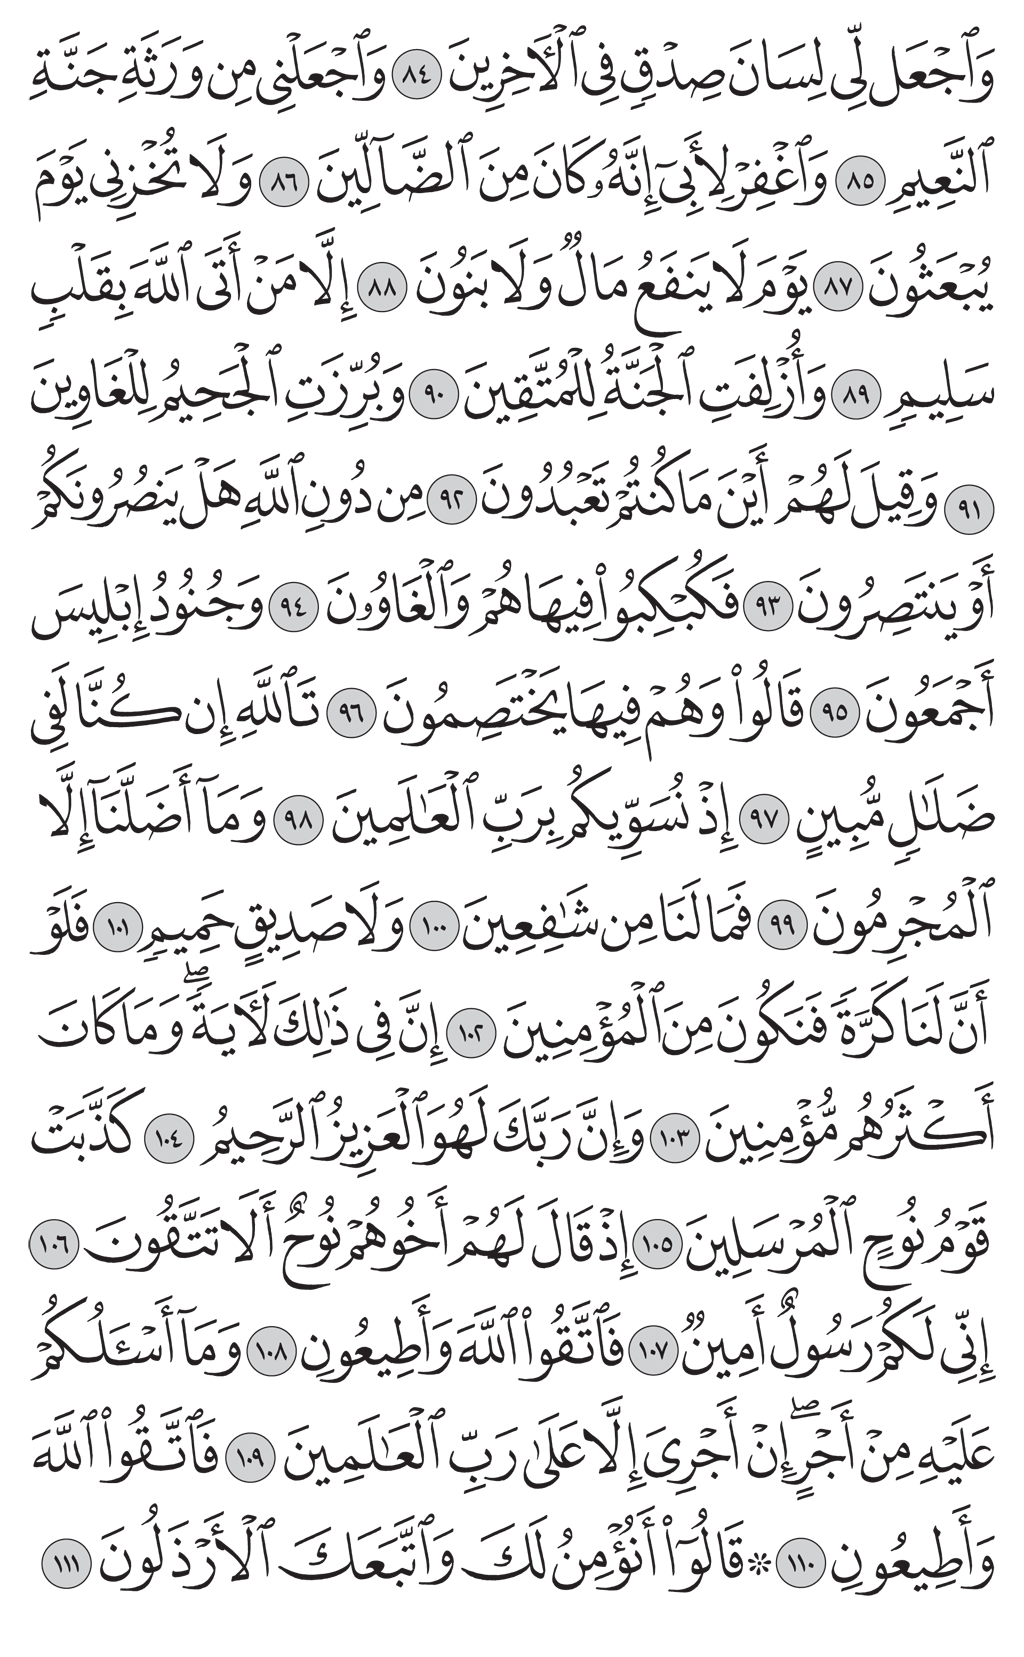 وَٱجْعَل لِّى لِسَانَ صِدْقٍ فِى ٱلْءَاخِرِينَ ٨٤ وَٱجْعَلْنِى مِن وَرَثَةِ جَنَّةِ
ٱلنَّعِيمِ ٨٥ وَٱغْفِرْ لِأَبِىٓ إِنَّهُۥ كَانَ مِنَ ٱلضَّآلِّينَ ٨٦ وَلَا تُخْزِنِى يَوْمَ
يُبْعَثُونَ ٨٧ يَوْمَ لَا يَنفَعُ مَالٌ وَلَا بَنُونَ ٨٨ إِلَّا مَنْ أَتَى ٱللَّهَ بِقَلْبٍ
سَلِيمٍ ٨٩ وَأُزْلِفَتِ ٱلْجَنَّةُ لِلْمُتَّقِينَ ٩٠ وَبُرِّزَتِ ٱلْجَحِيمُ لِلْغَاوِينَ
٩١ وَقِيلَ لَهُمْ أَيْنَ مَا كُنتُمْ تَعْبُدُونَ ٩٢ مِن دُونِ ٱللَّهِ هَلْ يَنصُرُونَكُمْ
أَوْ يَنتَصِرُونَ ٩٣ فَكُبْكِبُوا۟ فِيهَا هُمْ وَٱلْغَاوُۥنَ ٩٤ وَجُنُودُ إِبْلِيسَ
أَجْمَعُونَ ٩٥ قَالُوا۟ وَهُمْ فِيهَا يَخْتَصِمُونَ ٩٦ تَٱللَّهِ إِن كُنَّا لَفِى
ضَلَٰلٍ مُّبِينٍ ٩٧ إِذْ نُسَوِّيكُم بِرَبِّ ٱلْعَٰلَمِينَ ٩٨ وَمَآ أَضَلَّنَآ إِلَّا
ٱلْمُجْرِمُونَ ٩٩ فَمَا لَنَا مِن شَٰفِعِينَ ١٠٠ وَلَا صَدِيقٍ حَمِيمٍ ١٠١ فَلَوْ
أَنَّ لَنَا كَرَّةً فَنَكُونَ مِنَ ٱلْمُؤْمِنِينَ ١٠٢ إِنَّ فِى ذَٰلِكَ لَءَايَةً ۖ وَمَا كَانَ
أَكْثَرُهُم مُّؤْمِنِينَ ١٠٣ وَإِنَّ رَبَّكَ لَهُوَ ٱلْعَزِيزُ ٱلرَّحِيمُ ١٠٤ كَذَّبَتْ
قَوْمُ نُوحٍ ٱلْمُرْسَلِينَ ١٠٥ إِذْ قَالَ لَهُمْ أَخُوهُمْ نُوحٌ أَلَا تَتَّقُونَ ١٠٦
إِنِّى لَكُمْ رَسُولٌ أَمِينٌ ١٠٧ فَٱتَّقُوا۟ ٱللَّهَ وَأَطِيعُونِ ١٠٨ وَمَآ أَسْـَٔلُكُمْ
عَلَيْهِ مِنْ أَجْرٍ ۖ إِنْ أَجْرِىَ إِلَّا عَلَىٰ رَبِّ ٱلْعَٰلَمِينَ ١٠٩ فَٱتَّقُوا۟ ٱللَّهَ
وَأَطِيعُونِ ١١٠ ۞ قَالُوٓا۟ أَنُؤْمِنُ لَكَ وَٱتَّبَعَكَ ٱلْأَرْذَلُونَ ١١١